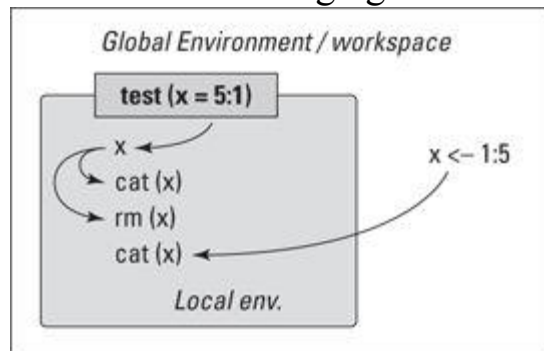 Global Environment / workspace
test (x = 5:1)
x
cat (x)
rm (x)
cat (x)
x <– 1:5
Local env.